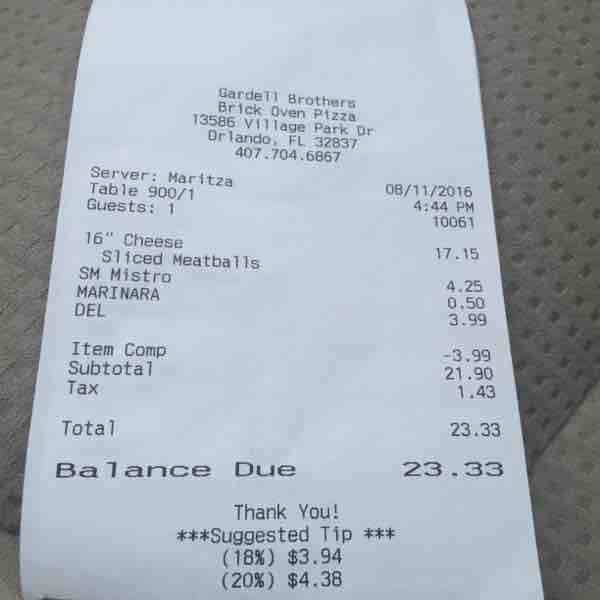 Gardell Brothers
Brick Oven Pizza
13586 Village Park Dr
Orlando, FL 32837
407.704.6867
Server: Maritza 08/11/2016
Table 900/1 4:44 PM
Guests: 1 10061
16" Cheese
Sliced Meatballs 17.15
SM Mistro 4.25
MARINARA 0.50
DEL 3.99
Item Comp -3.99
Subtotal 21.90
Tax 1.43
Total 23.33
Balance Due 23.33
Thank You!
***Suggested Tip ***
(18%) $3.94
(20%) $4.38